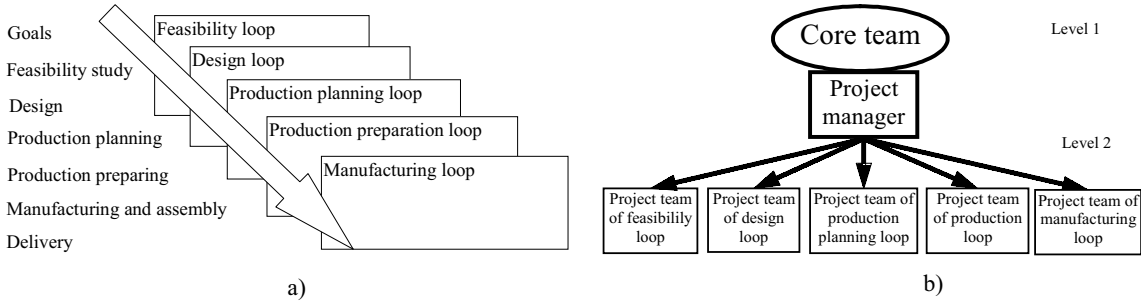 Goals
Feasibility study
Design
Production planning
Production preparing
Manufacturing and assembly
Delivery
Feasibility loop
Design loop
Production planning loop
Production preparation loop
Manufacturing loop
a)
Core team
Level 1
Project
manager
Level 2
Project team
of feasibilily
loop
Project team
of design
loop
Project team of
production
planning loop
Project team
of production
loop
Project team of
manufacturing
loop
b)